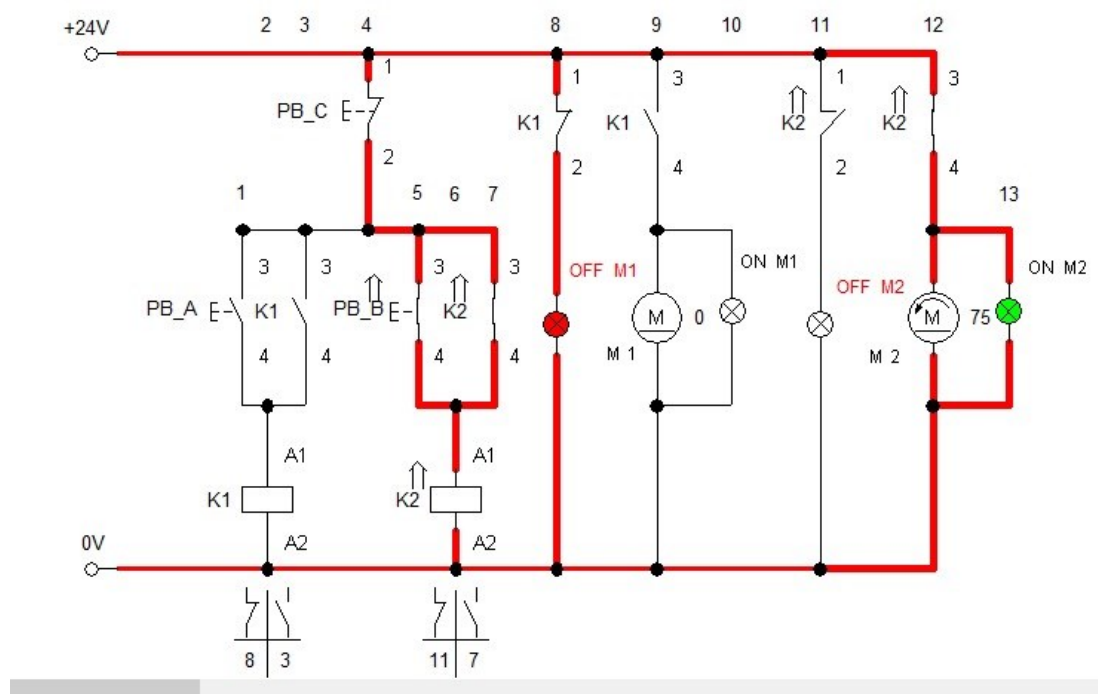 +24V 2 3 4 8 9 10 11 12
1 1 3 1 3
PB_C K1 K1 K2 K2
2 2 4 2 4
1 5 6 7 13
3 3 3 3 OFF M1 ON M1 OFF M2 ON M2
PB_A K1 PB_B K2 M 0 M 75
4 4 4 4 M 1 M 2
A1 A1
K1 K2
0V A2 A2
8 3 11 7